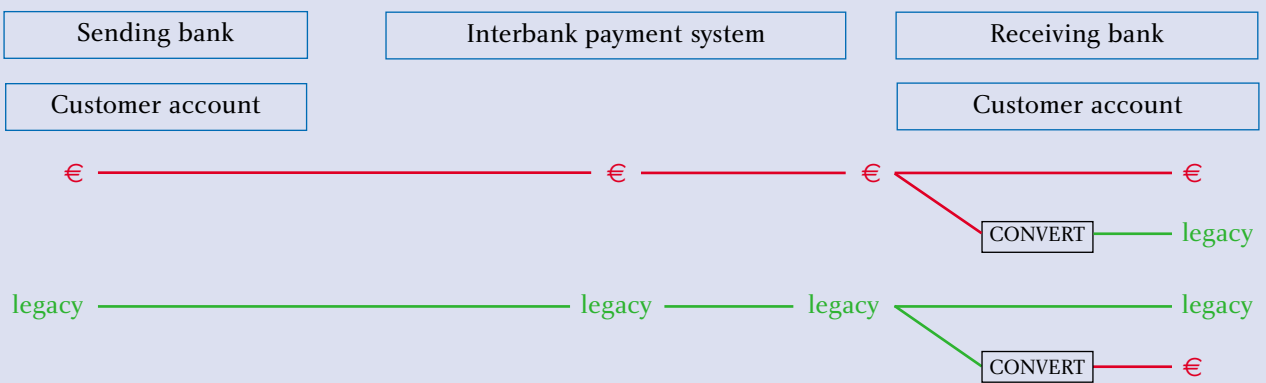 Sending bank Interbank payment system Receiving bank
Customer account Customer account
€ € € €
CONVERT legacy
legacy legacy legacy legacy
CONVERT €